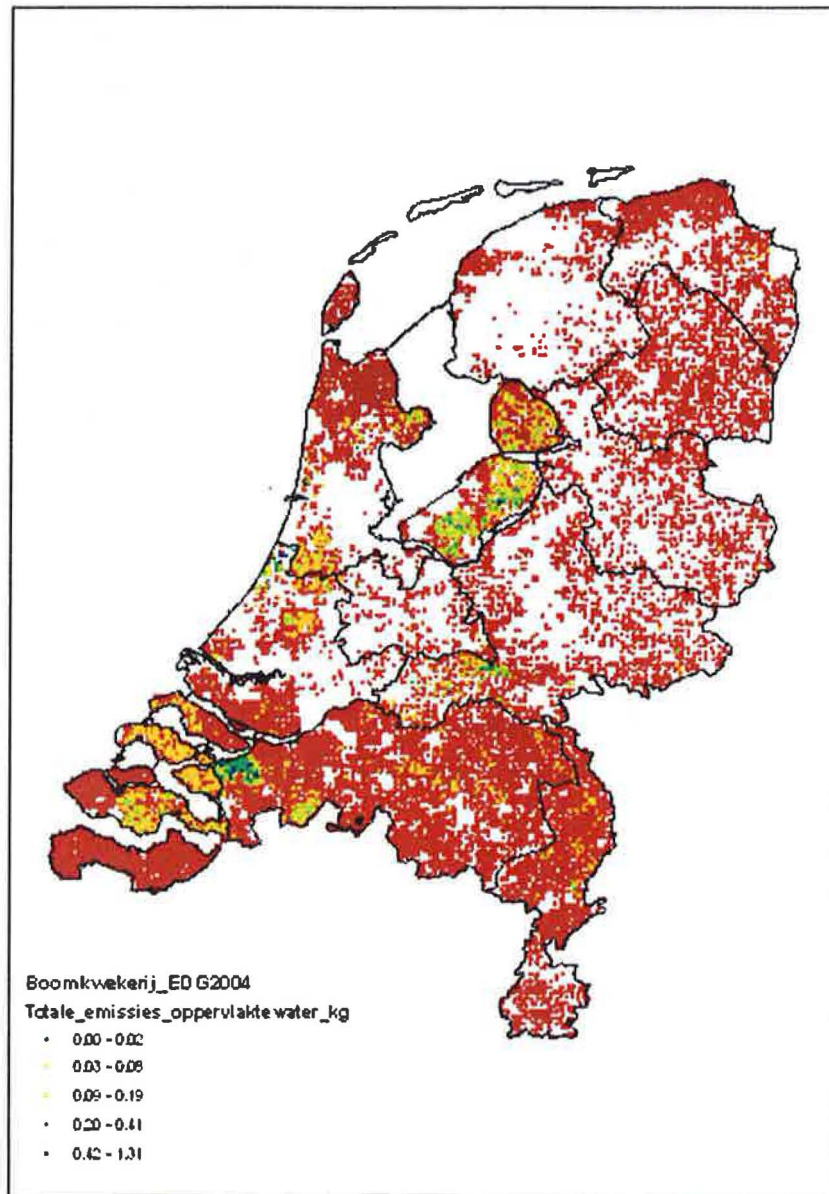 Boomkwekerij_EDG2004
Totale_emissies_oppervlaktewater_kg
0.00 - 0.02
0.03 - 0.08
0.09 - 0.19
0.20 - 0.41
0.42 - 1.31